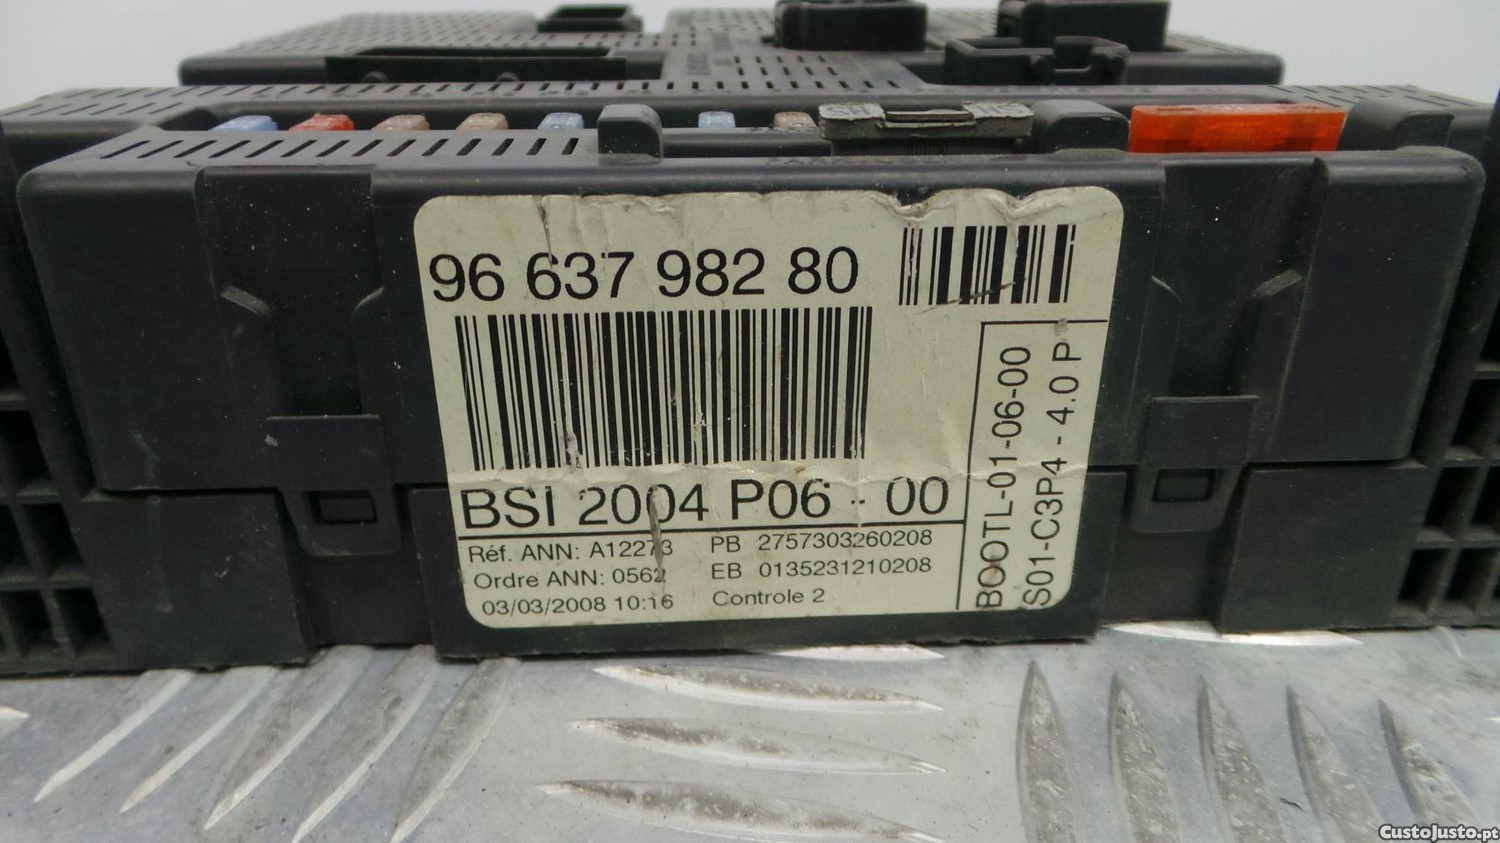 96 637 982 80
BSI 2004 P06 - 00
Réf. ANN: A12273
PB 2757303260208
Ordre ANN: 0562
EB 0135231210208
03/03/2008 10:16
Controle 2
BOOTL-01-06-00
S01-C3P4 - 4.0 P
CustoJusto.pt